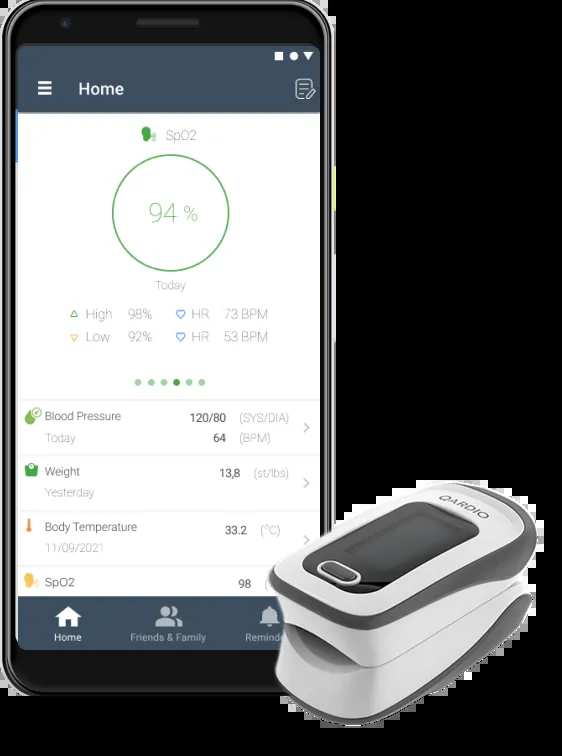 Home
SpO2
94 %
Today
High 98% HR 73 BPM
Low 92% HR 53 BPM
Blood Pressure 120/80 (SYS/DIA)
Today 64 (BPM)
Weight 13,8 (st/lbs)
Yesterday
Body Temperature 33.2 (°C)
11/09/2021
SpO2 98
Home Friends & Family
QARDIO